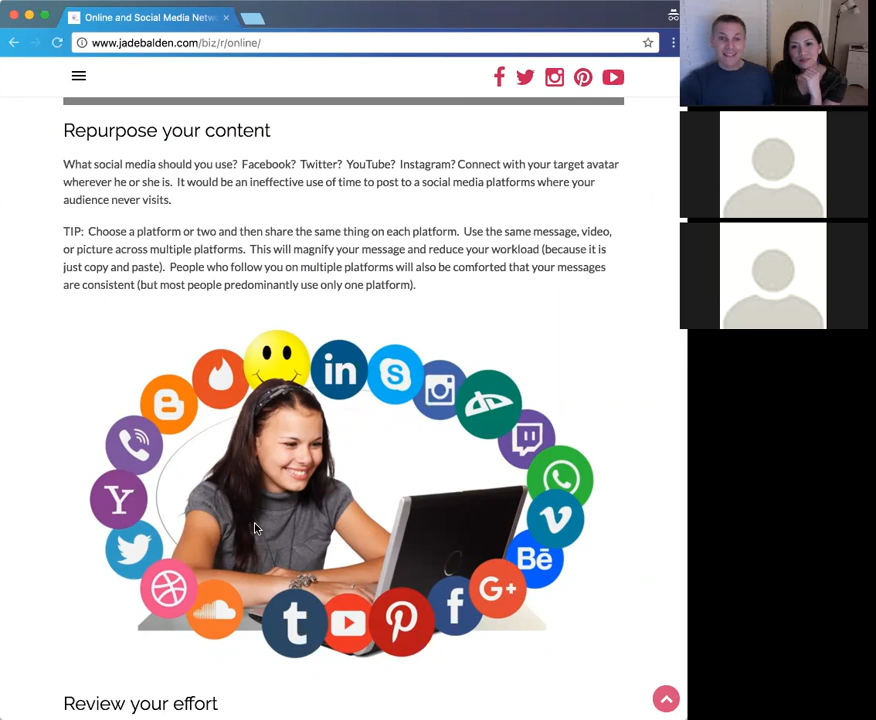 Online and Social Media Netw
www.jadebalden.com/biz/r/online/
Repurpose your content
What social media should you use? Facebook? Twitter? YouTube? Instagram? Connect with your target avatar
wherever he or she is. It would be an ineffective use of time to post to a social media platforms where your
audience never visits.
TIP: Choose a platform or two and then share the same thing on each platform. Use the same message, video,
or picture across multiple platforms. This will magnify your message and reduce your workload (because it is
just copy and paste). People who follow you on multiple platforms will also be comforted that your messages
are consistent (but most people predominantly use only one platform).
in
Y
Bē
G+
t
f
Review your effort